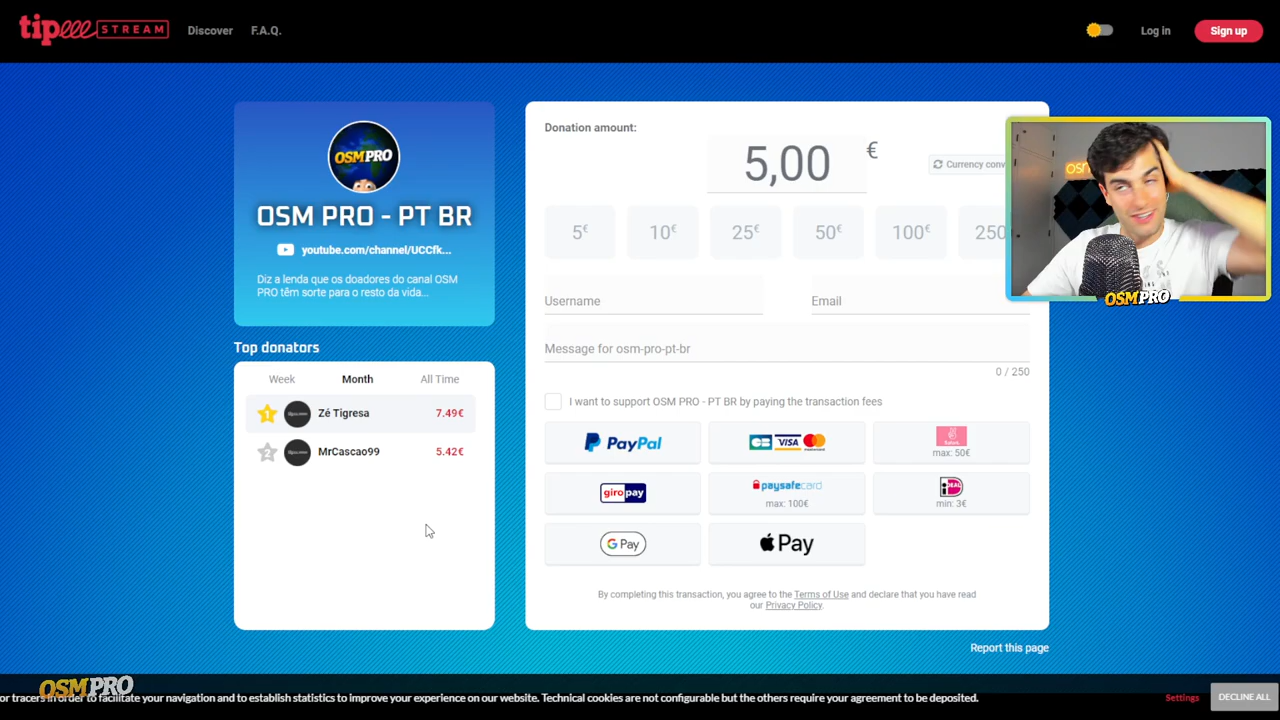 tipeee STREAM
Discover
F.A.Q.
Log in
Sign up
OSM PRO
OSM PRO - PT BR
youtube.com/channel/UCCfk...
Diz a lenda que os doadores do canal OSM
PRO têm sorte para o resto da vida...
Top donators
Week
Month
All Time
1
Zé Tigresa
7.49€
2
MrCascao99
5.42€
Donation amount:
5,00
€
Currency conv
5€
10€
25€
50€
100€
250
Username
Email
Message for osm-pro-pt-br
0 / 250
I want to support OSM PRO - PT BR by paying the transaction fees
PayPal
CB
VISA
mastercard
max: 50€
giropay
paysafecard
max: 100€
iDEAL
min: 3€
G Pay
Pay
By completing this transaction, you agree to the Terms of Use and declare that you have read
our Privacy Policy.
Report this page
OSM PRO
OSM PRO
or tracers in order to facilitate your navigation and to establish statistics to improve your experience on our website. Technical cookies are not configurable but the others require your agreement to be deposited.
Settings
DECLINE ALL